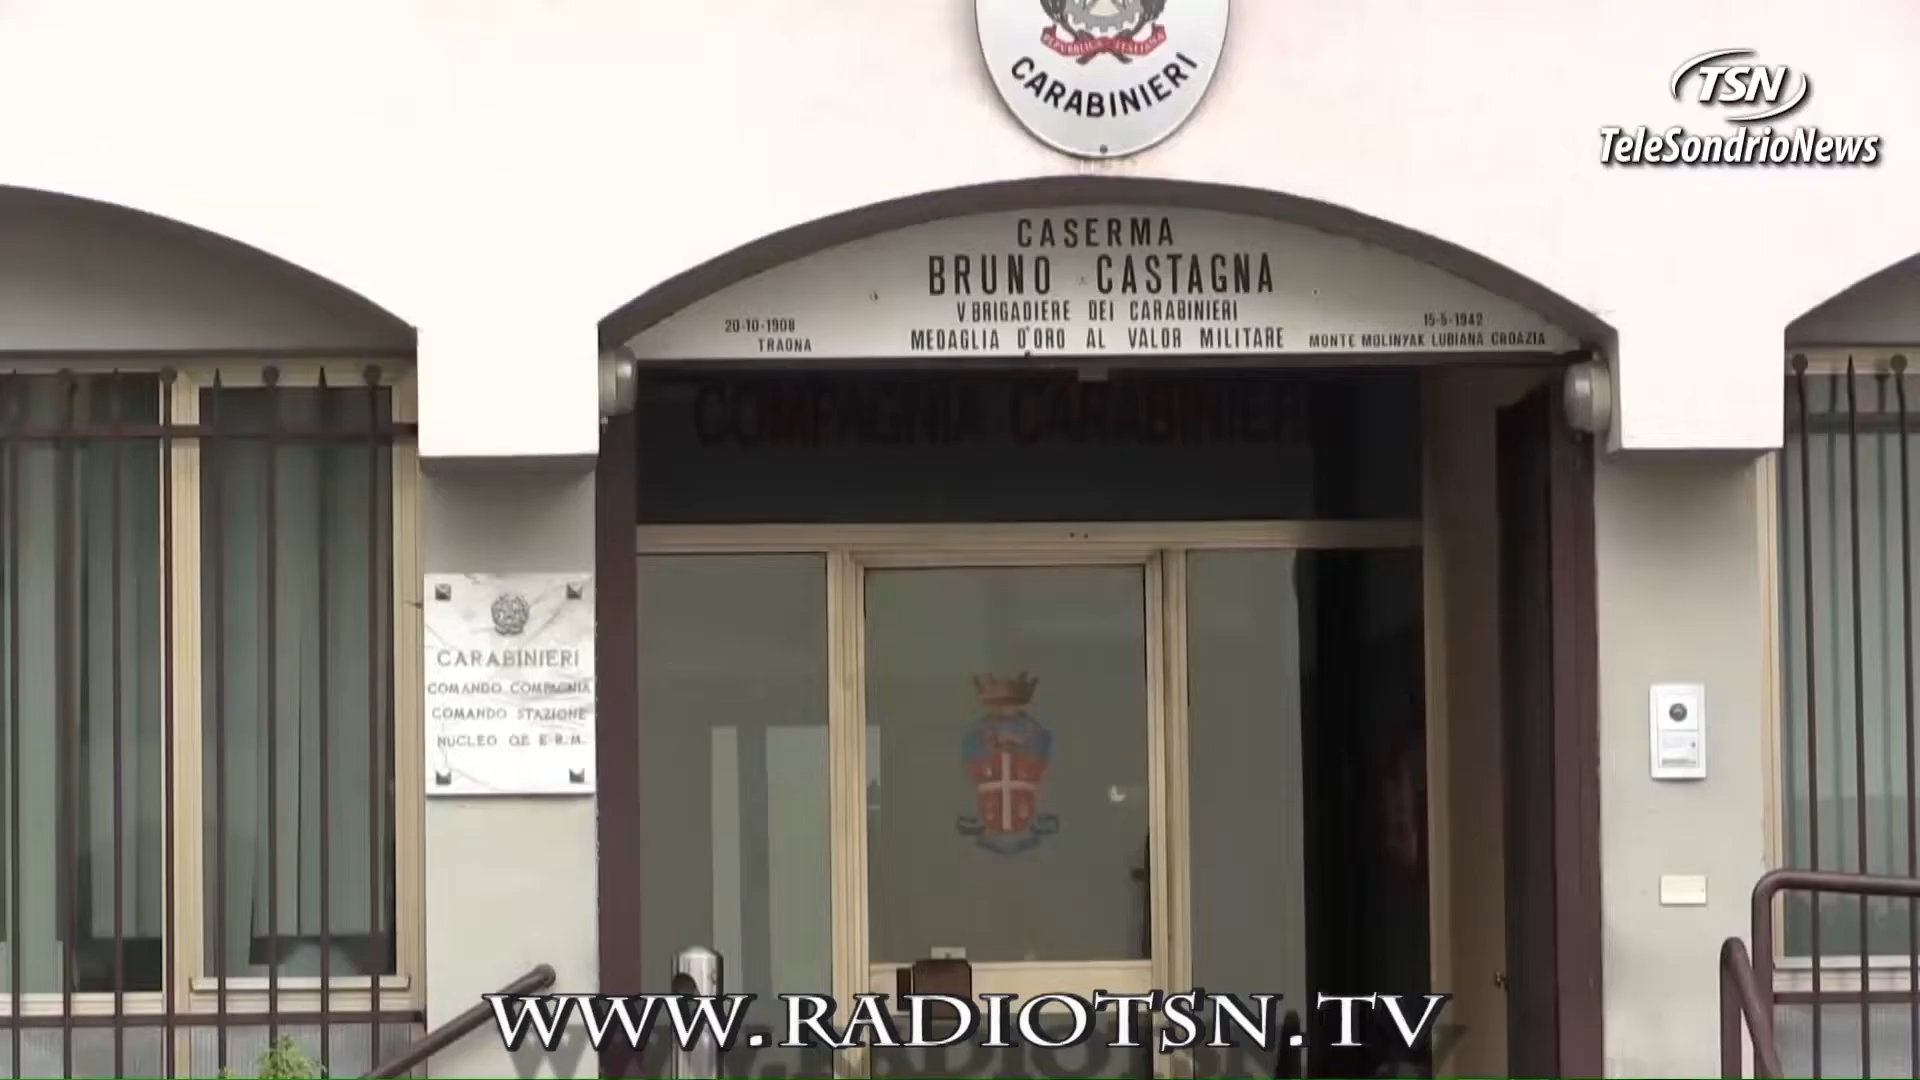 REPUBBLICA ITALIANA
CARABINIERI
TSN
TeleSondrioNews
CASERMA
BRUNO CASTAGNA
V BRIGADIERE DEI CARABINIERI
MEDAGLIA D'ORO AL VALOR MILITARE
20-10-1908
TRAONA
15-5-1942
MONTE MOLINYAK LUBIANA CROAZIA
COMPAGNIA CARABINIERI
CARABINIERI
COMANDO COMPAGNIA
COMANDO STAZIONE
NUCLEO OP. E R.M.
WWW.RADIOTSN.TV